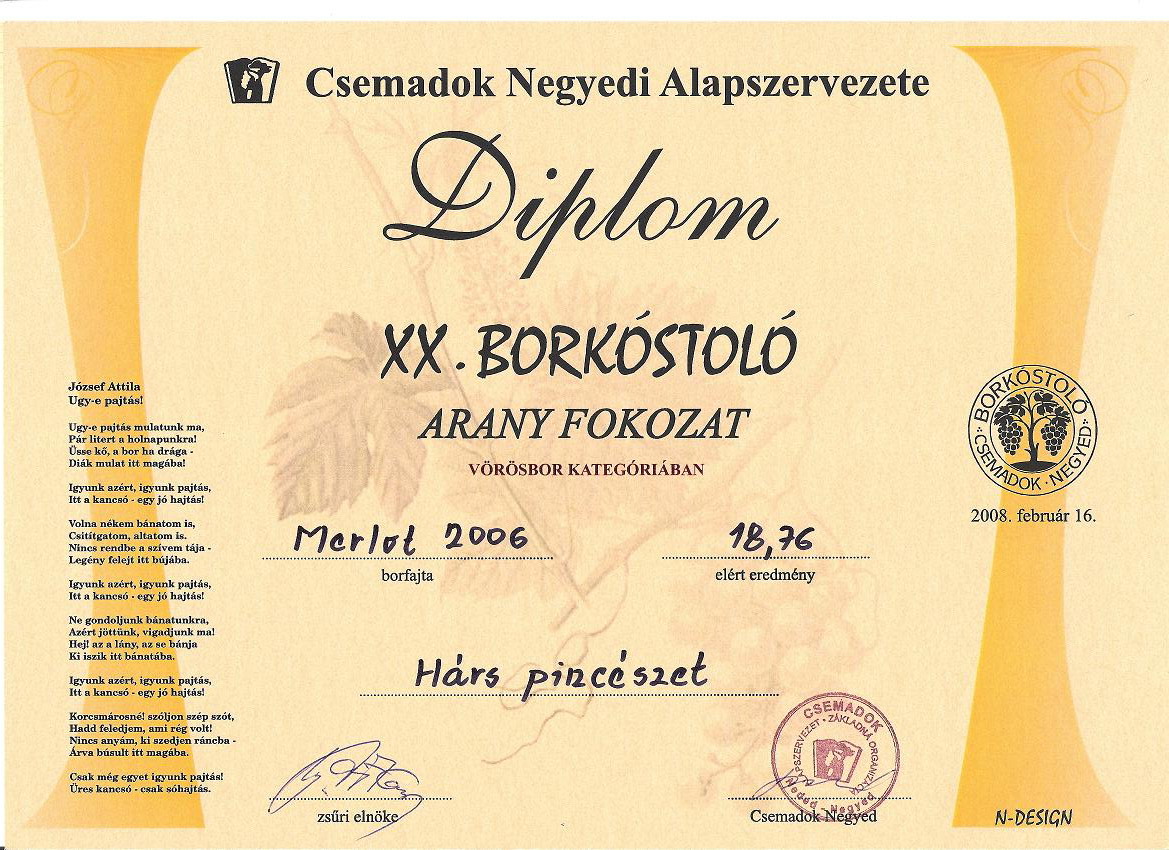 Csemadok Negyedi Alapszervezete
Diplom
XX. BORKÓSTOLÓ
ARANY FOKOZAT
VÖRÖSBOR KATEGÓRIÁBAN
József Attila
Ugy-e pajtás!
Ugy-e pajtás mulatunk ma,
Pár litert a holnapunkra!
Üsse kő, a bor ha drága -
Diák mulat itt magába!
Igyunk azért, igyunk pajtás,
Itt a kancsó - egy jó hajtás!
Volna nékem bánatom is,
Csitítgatom, altatom is.
Nincs rendbe a szívem tája -
Legény felejt itt bújába.
Igyunk azért, igyunk pajtás,
Itt a kancsó - egy jó hajtás!
Ne gondoljunk bánatunkra,
Azért jöttünk, vigadjunk ma!
Hej! az a lány, az se bánja
Ki iszik itt bánatába.
Igyunk azért, igyunk pajtás,
Itt a kancsó - egy jó hajtás!
Korcsmárosné! szóljon szép szót,
Hadd feledjem, ami rég volt!
Nincs anyám, ki szedjen ráncba -
Árva búsult itt magába.
Csak még egyet igyunk pajtás!
Üres kancsó - csak sóhajtás.
BORKÓSTOLÓ
CSEMADOK · NEGYED
2008. február 16.
Merlot 2006
18,76
borfajta
elért eredmény
Hárs pincészet
CSEMADOK
ALAPSZERVEZET · ZÁKLADNÁ ORGANIZÁCIA
Neded - Negyed
zsűri elnöke
Csemadok Negyed
N-DESIGN